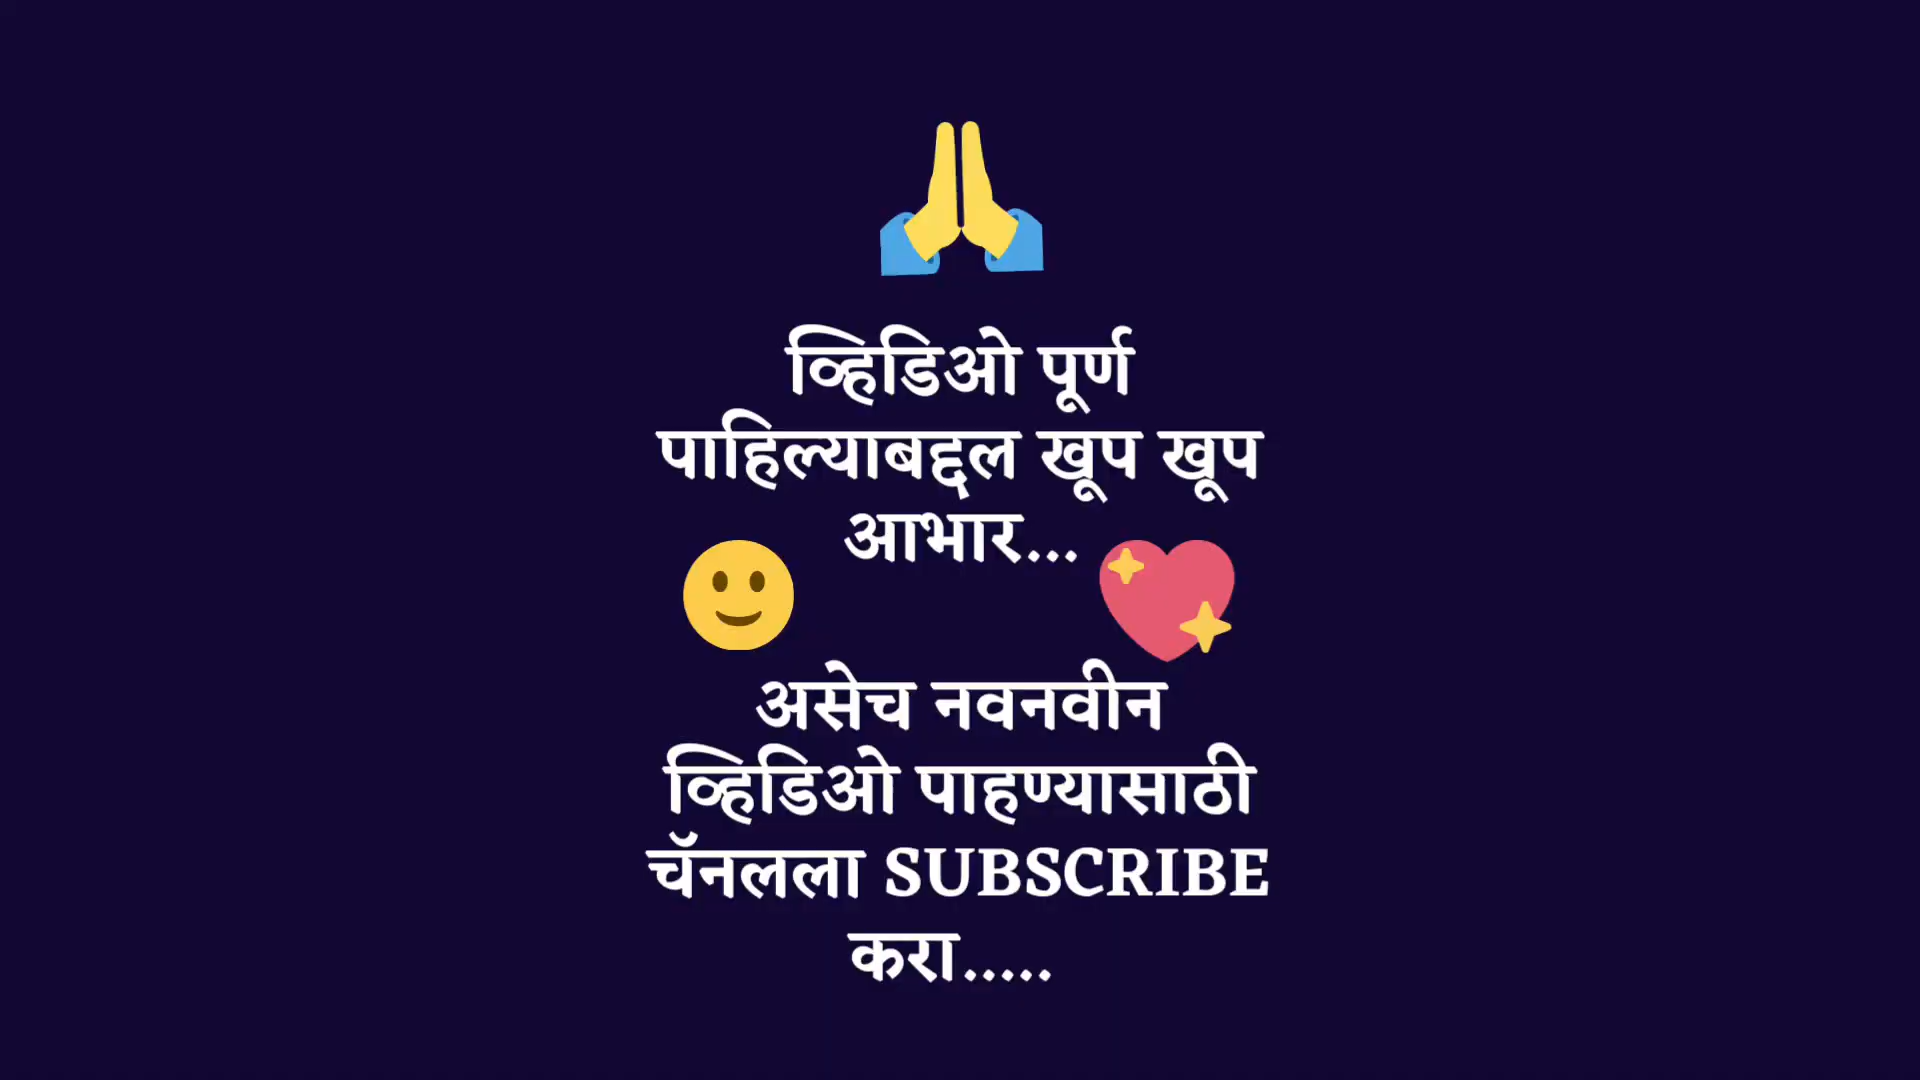 व्हिडिओ पूर्ण
पाहिल्याबद्दल खूप खूप
आभार...
असेच नवनवीन
व्हिडिओ पाहण्यासाठी
चॅनलला SUBSCRIBE
करा.....